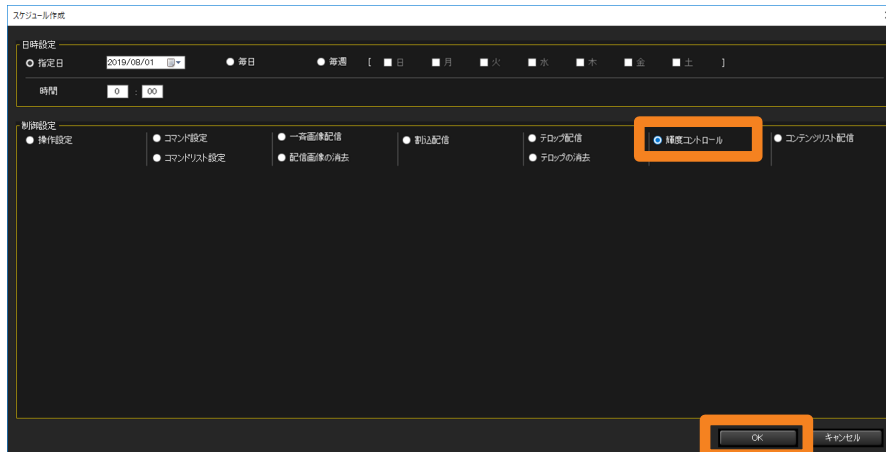 スケジュール作成
日時設定
指定日 2019/08/01 毎日 毎週 [ 日 月 火 水 木 金 土 ]
時間 0 : 00
制御設定
操作設定 コマンド設定 一斉画像配信 割込配信 テロップ配信 輝度コントロール コンテンツリスト配信
コマンドリスト設定 配信画像の消去 テロップの消去
OK キャンセル